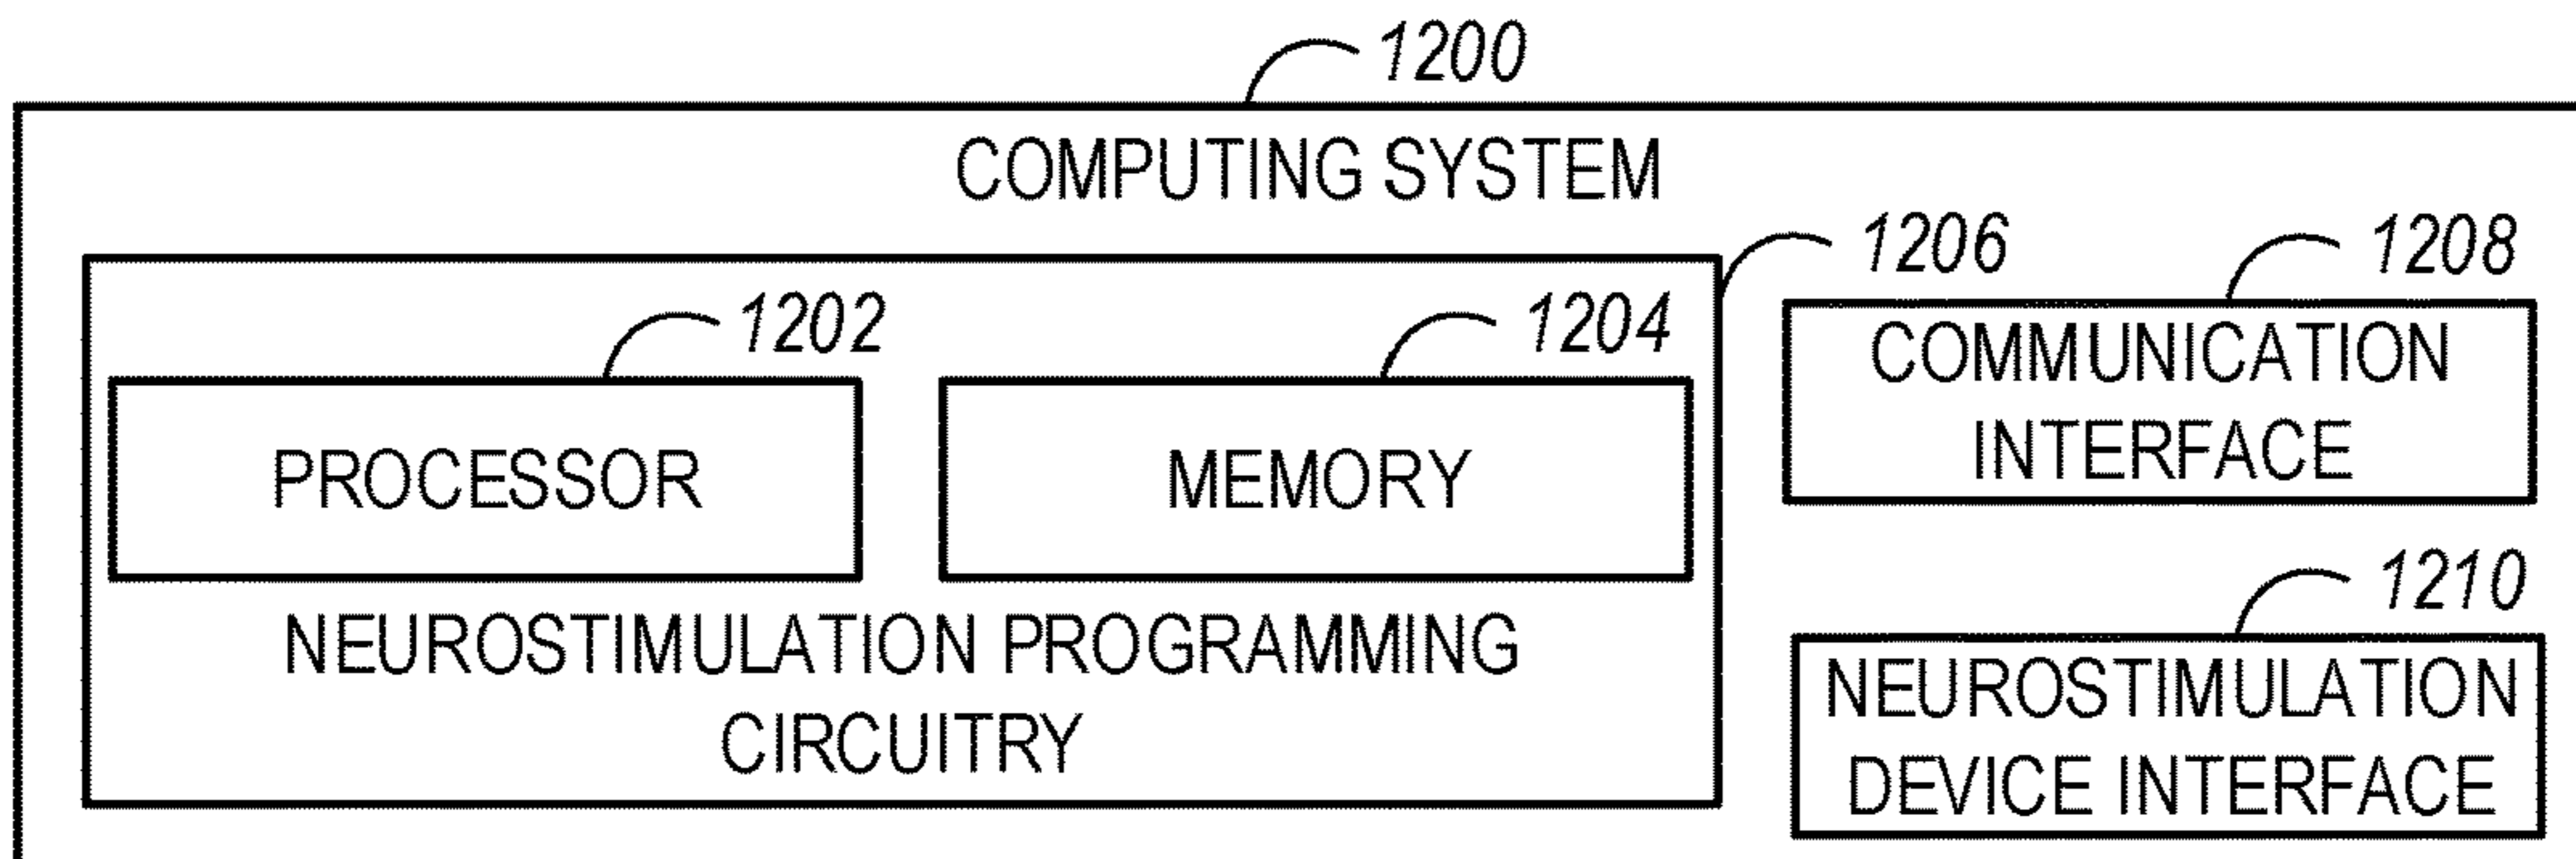 1200
COMPUTING SYSTEM
1206
1208
1202
1204
COMMUNICATION
INTERFACE
PROCESSOR
MEMORY
1210
NEUROSTIMULATION PROGRAMMING
CIRCUITRY
NEUROSTIMULATION
DEVICE INTERFACE